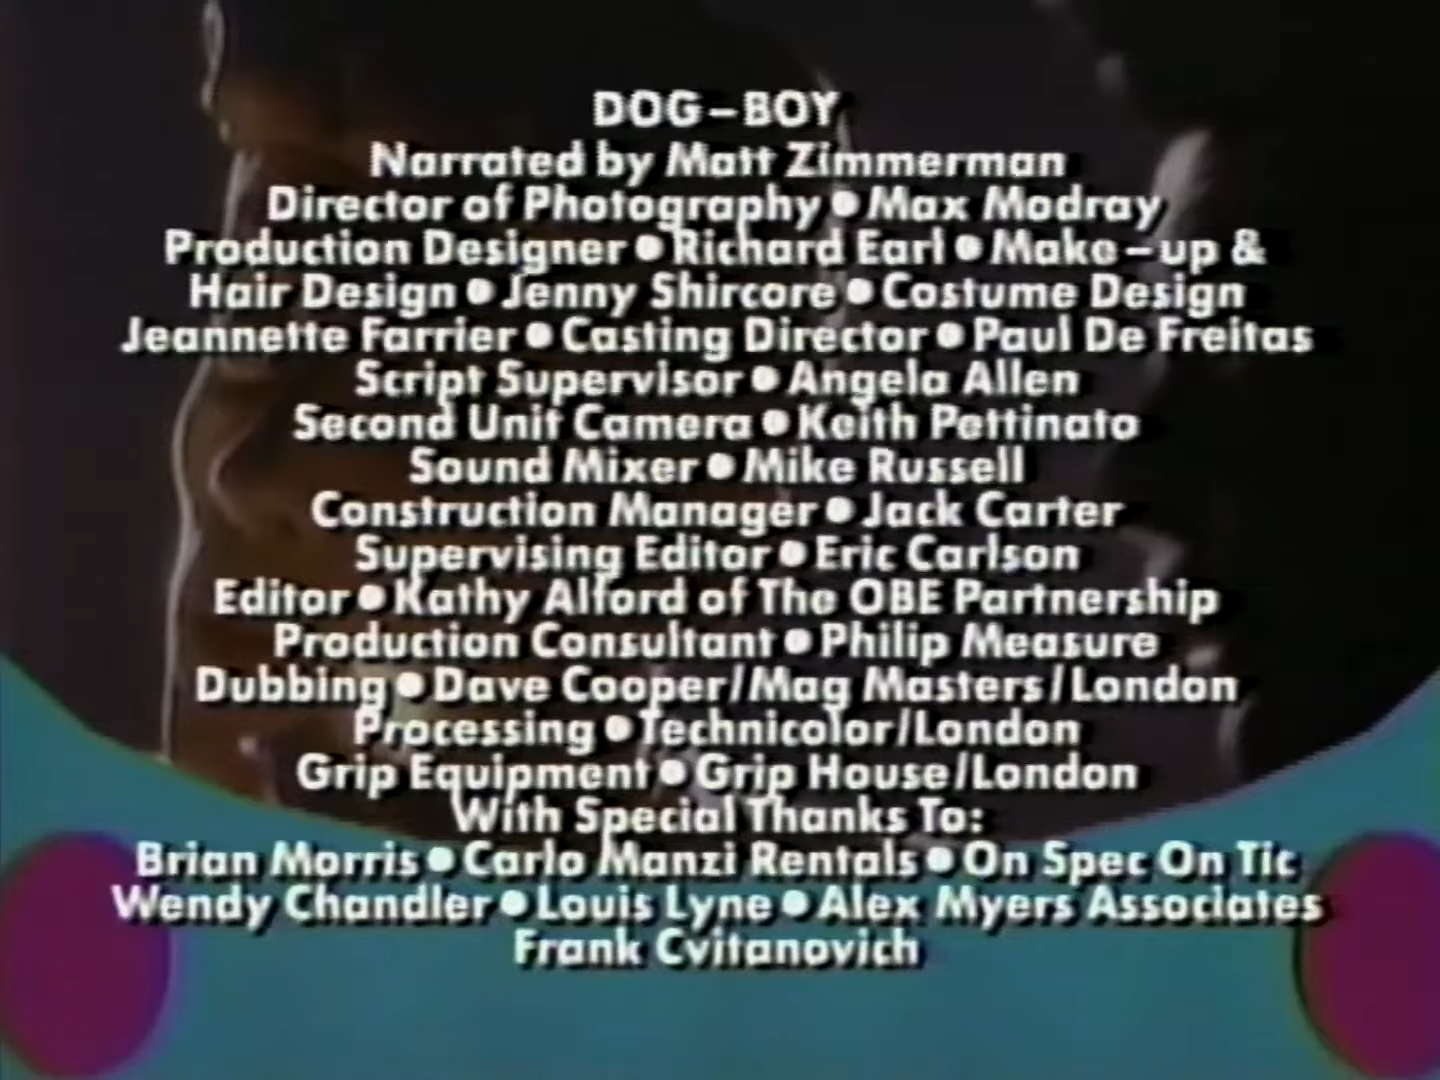 DOG-BOY
Narrated by Matt Zimmerman
Director of Photography • Max Modray
Production Designer • Richard Earl • Make-up &
Hair Design • Jenny Shircore • Costume Design
Jeannette Farrier • Casting Director • Paul De Freitas
Script Supervisor • Angela Allen
Second Unit Camera • Keith Pettinato
Sound Mixer • Mike Russell
Construction Manager • Jack Carter
Supervising Editor • Eric Carlson
Editor • Kathy Alford of The OBE Partnership
Production Consultant • Philip Measure
Dubbing • Dave Cooper/Mag Masters/London
Processing • Technicolor/London
Grip Equipment • Grip House/London
With Special Thanks To:
Brian Morris • Carlo Manzi Rentals • On Spec On Tic
Wendy Chandler • Louis Lyne • Alex Myers Associates
Frank Cvitanovich